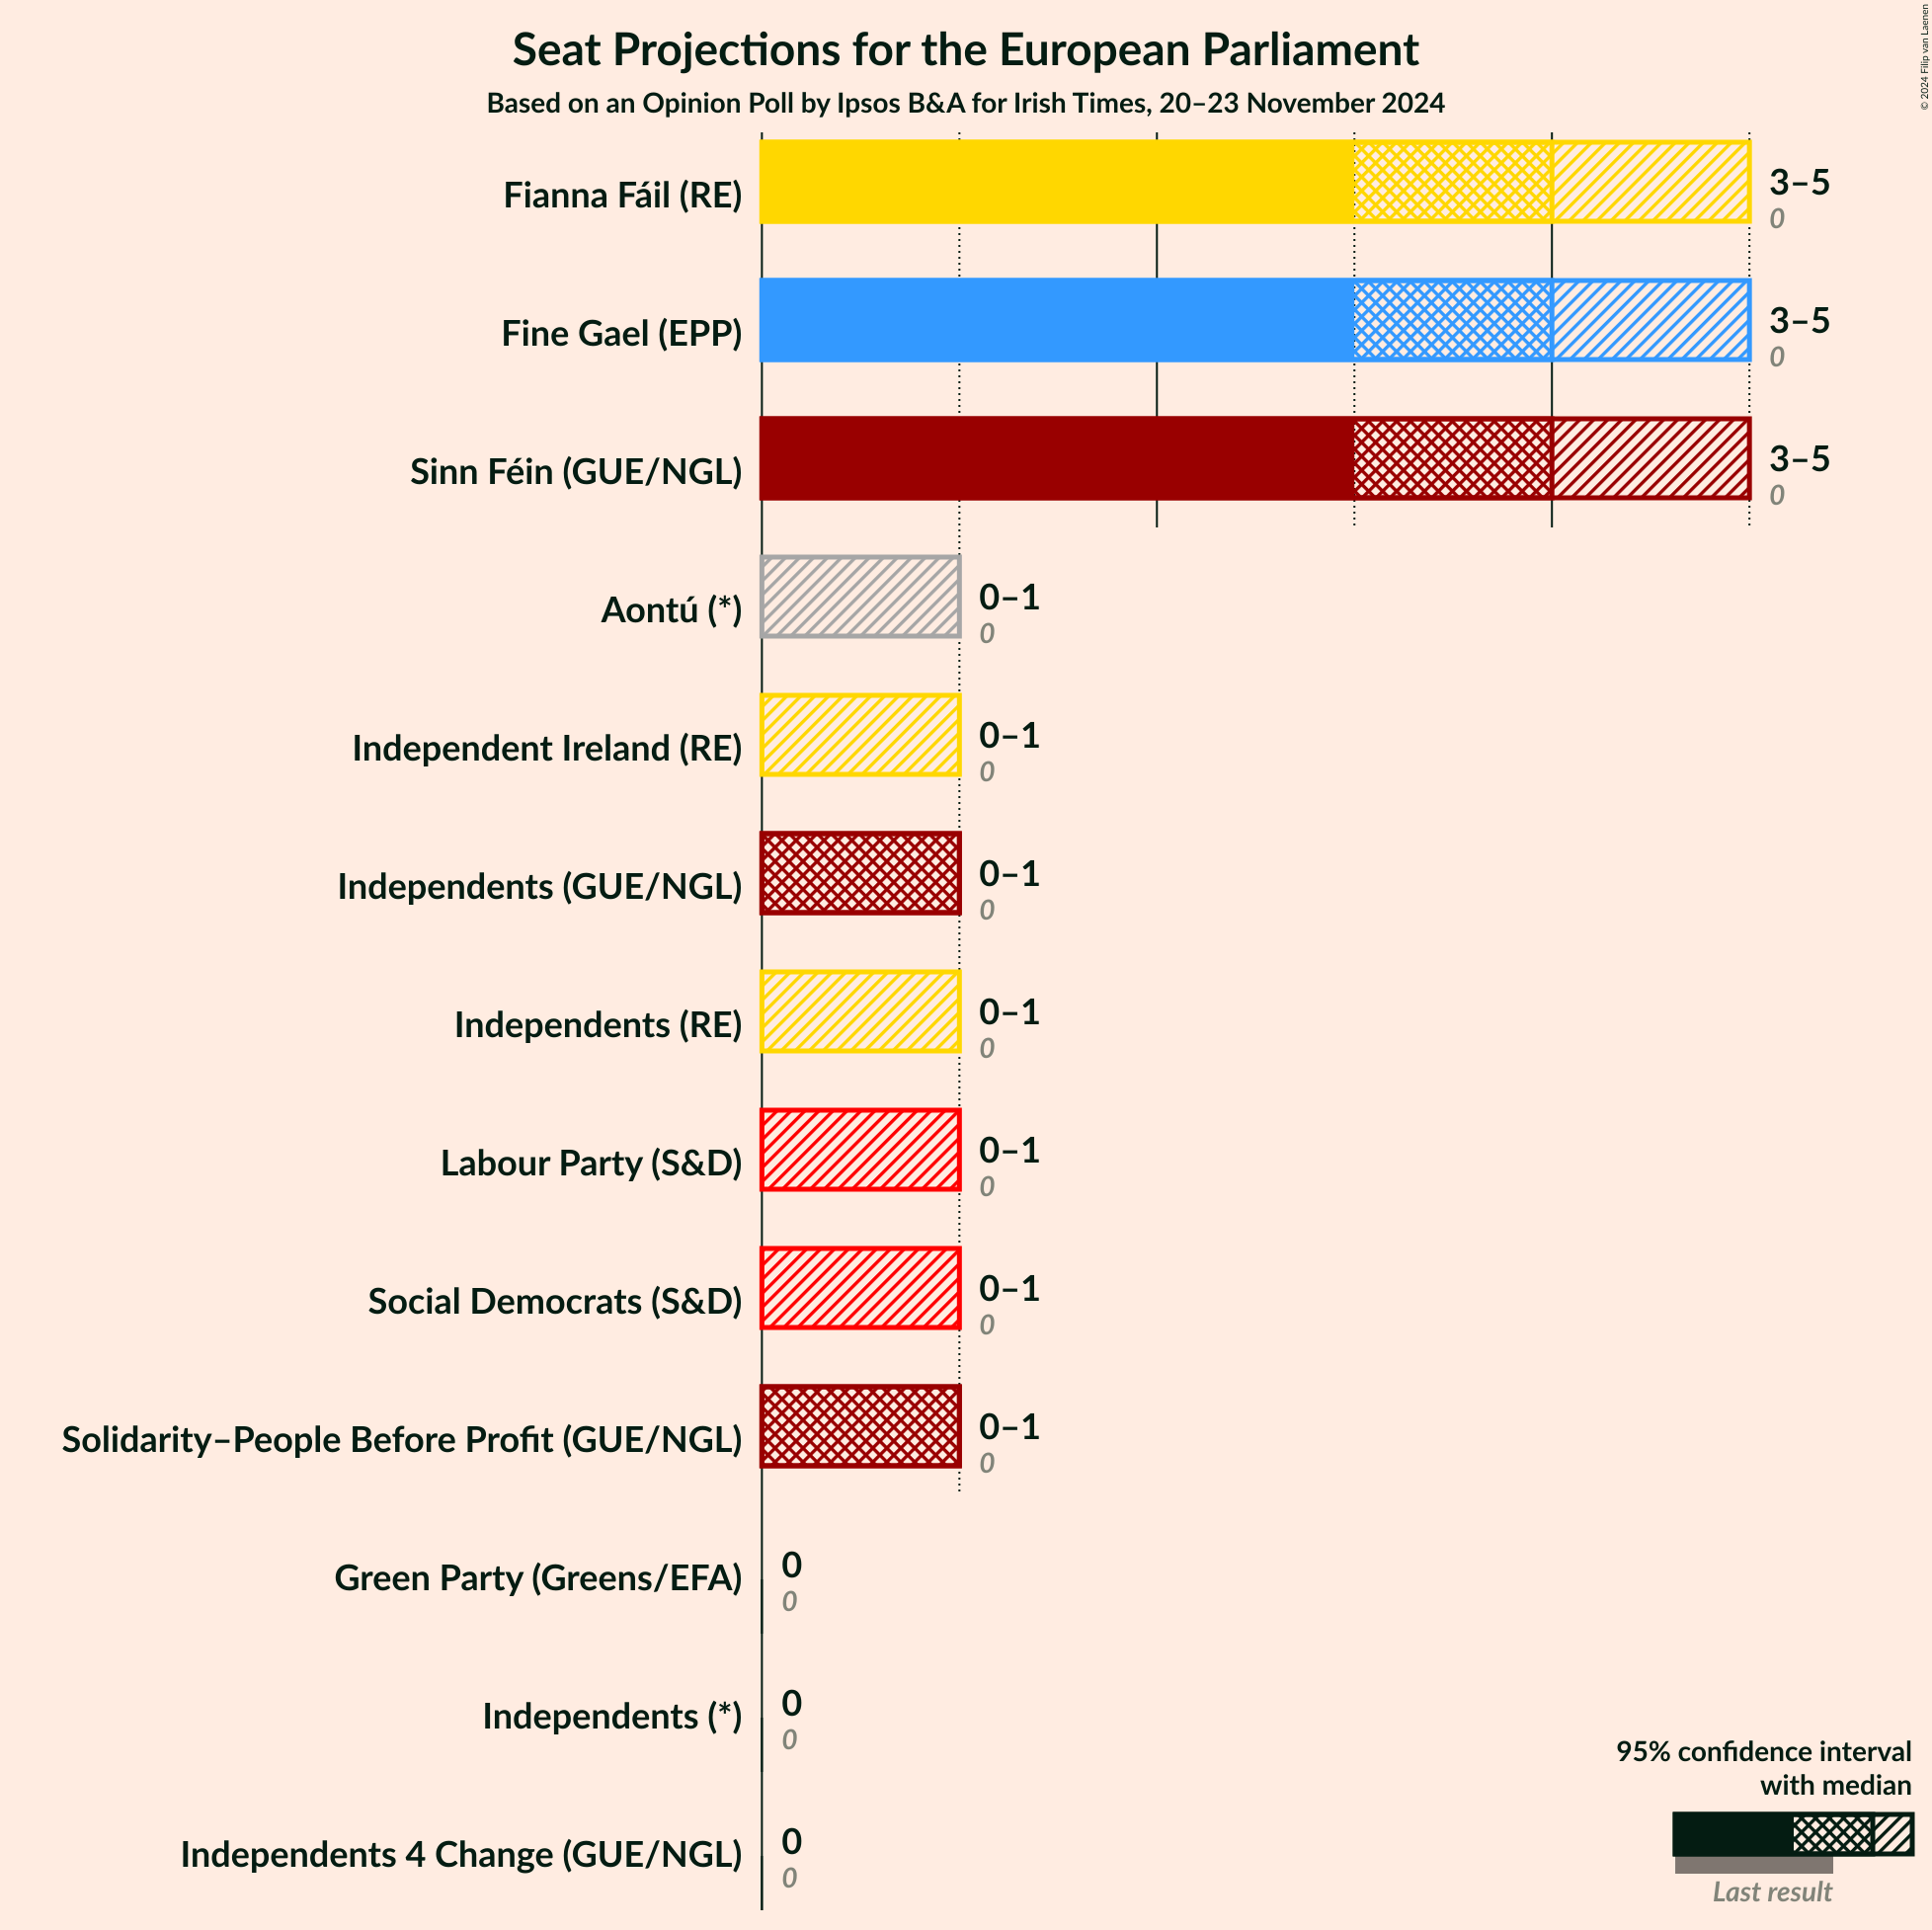 Seat Projections for the European Parliament
Based on an Opinion Poll by Ipsos B&A for Irish Times, 20–23 November 2024
© 2024 Filip van Laenen
Fianna Fáil (RE)
3–5
0
Fine Gael (EPP)
3–5
0
Sinn Féin (GUE/NGL)
3–5
0
Aontú (*)
0–1
0
Independent Ireland (RE)
0–1
0
Independents (GUE/NGL)
0–1
0
Independents (RE)
0–1
0
Labour Party (S&D)
0–1
0
Social Democrats (S&D)
0–1
0
Solidarity–People Before Profit (GUE/NGL)
0–1
0
Green Party (Greens/EFA)
0
0
Independents (*)
0
0
Independents 4 Change (GUE/NGL)
0
0
95% confidence interval
with median
Last result